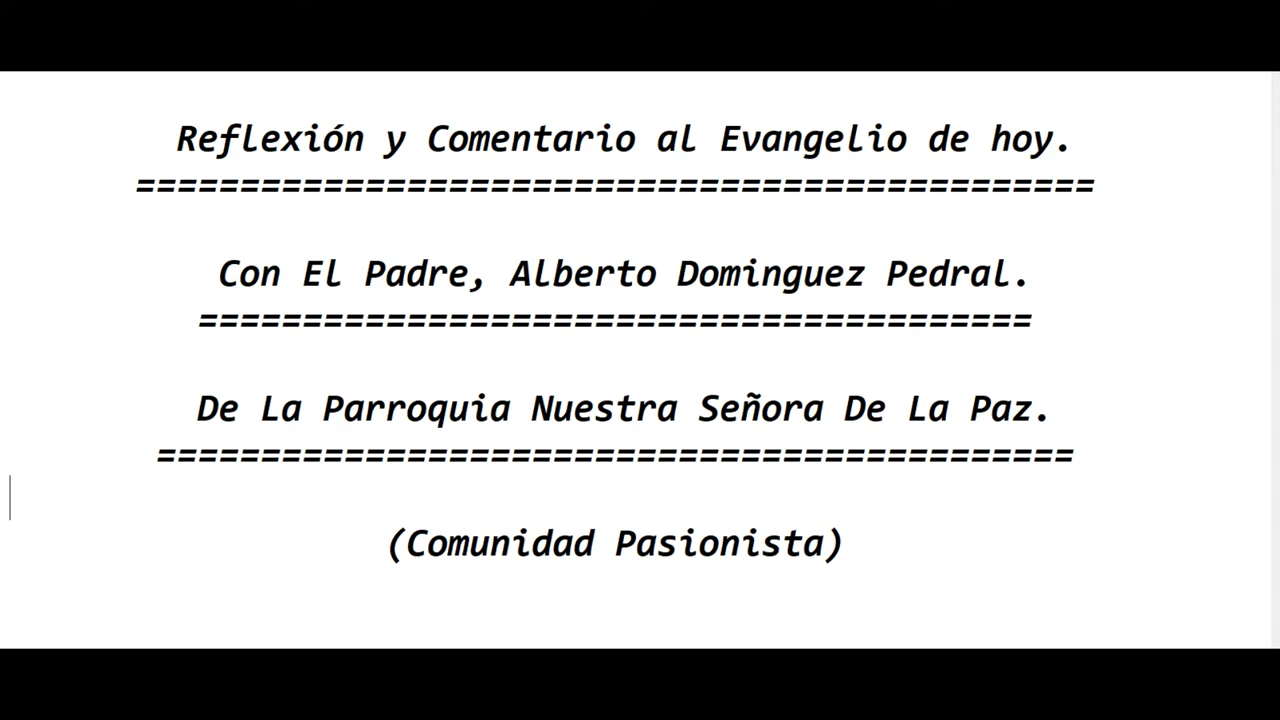 Reflexión y Comentario al Evangelio de hoy.
==============================================
Con El Padre, Alberto Dominguez Pedral.
========================================
De La Parroquia Nuestra Señora De La Paz.
============================================
(Comunidad Pasionista)